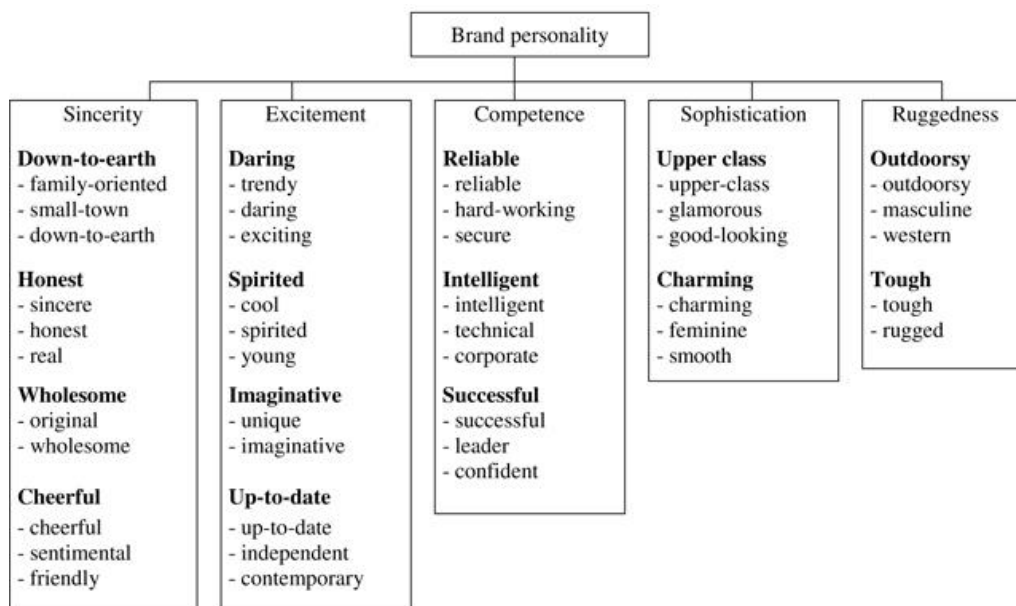 Brand personality
Sincerity
Down-to-earth
- family-oriented
- small-town
- down-to-earth
Honest
- sincere
- honest
- real
Wholesome
- original
- wholesome
Cheerful
- cheerful
- sentimental
- friendly
Excitement
Daring
- trendy
- daring
- exciting
Spirited
- cool
- spirited
- young
Imaginative
- unique
- imaginative
Up-to-date
- up-to-date
- independent
- contemporary
Competence
Reliable
- reliable
- hard-working
- secure
Intelligent
- intelligent
- technical
- corporate
Successful
- successful
- leader
- confident
Sophistication
Upper class
- upper-class
- glamorous
- good-looking
Charming
- charming
- feminine
- smooth
Ruggedness
Outdoorsy
- outdoorsy
- masculine
- western
Tough
- tough
- rugged